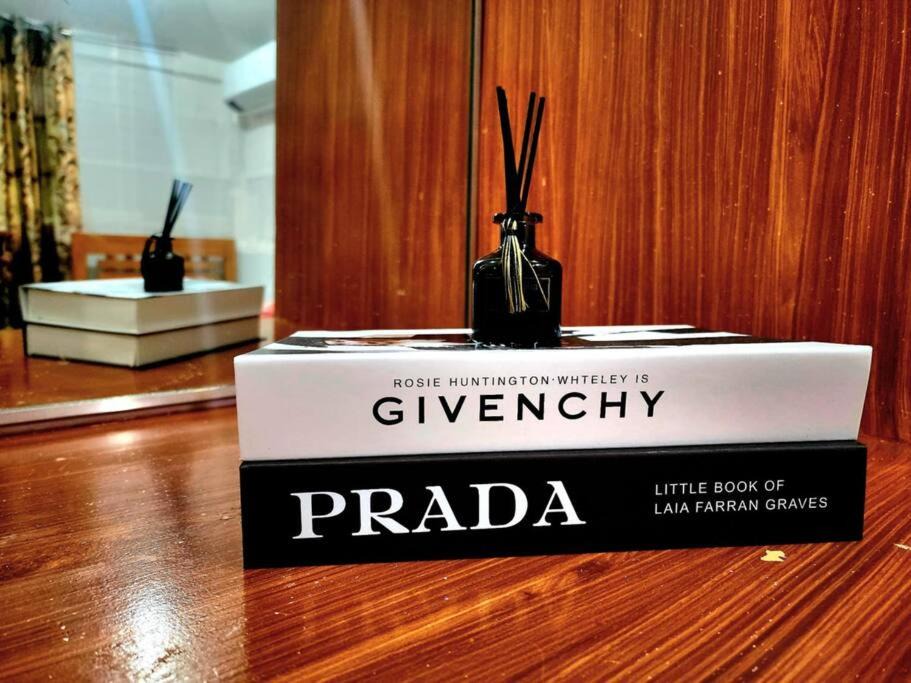 ROSIE HUNTINGTON·WHTELEY IS
GIVENCHY
PRADA
LITTLE BOOK OF
LAIA FARRAN GRAVES